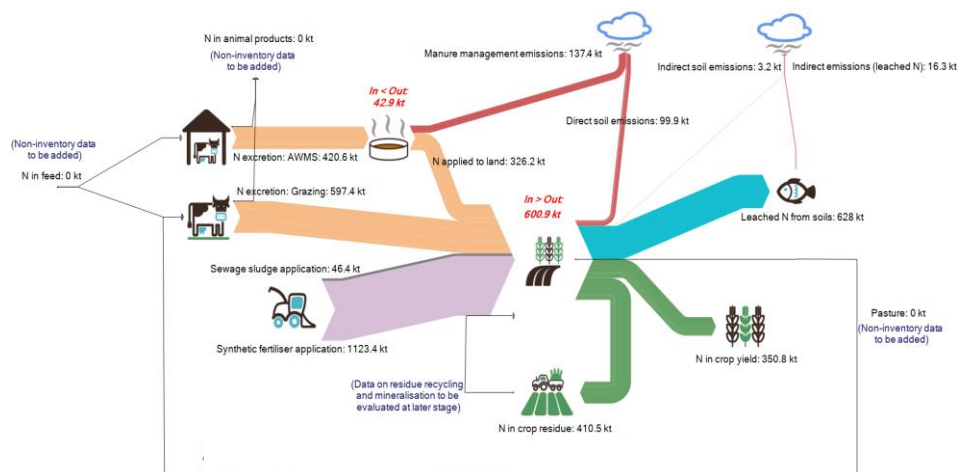 N in animal products: 0 kt
(Non-inventory data
to be added)
Manure management emissions: 137.4 kt
Indirect soil emissions: 3.2 kt
Indirect emissions (leached N): 16.3 kt
In < Out:
42.9 kt
Direct soil emissions: 99.9 kt
(Non-inventory data
to be added)
N in feed: 0 kt
N excretion: AWMS: 420.6 kt
N applied to land: 326.2 kt
N excretion: Grazing: 597.4 kt
In > Out:
600.9 kt
Leached N from soils: 628 kt
Sewage sludge application: 46.4 kt
Synthetic fertiliser application: 1123.4 kt
Pasture: 0 kt
(Non-inventory data
to be added)
N in crop yield: 350.8 kt
(Data on residue recycling
and mineralisation to be
evaluated at later stage)
N in crop residue: 410.5 kt